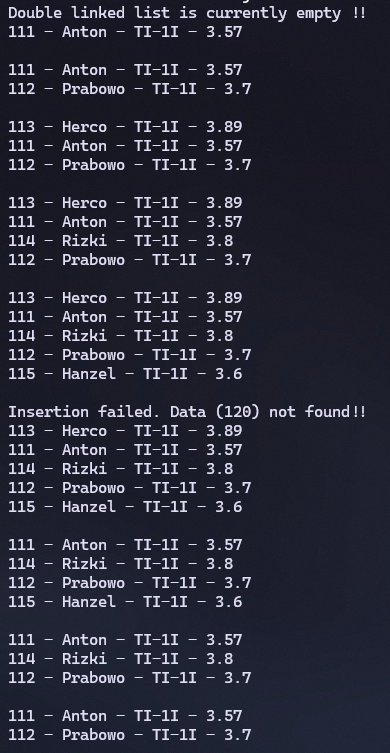 Double linked list is currently empty !!
111 - Anton - TI-1I - 3.57

111 - Anton - TI-1I - 3.57
112 - Prabowo - TI-1I - 3.7

113 - Herco - TI-1I - 3.89
111 - Anton - TI-1I - 3.57
112 - Prabowo - TI-1I - 3.7

113 - Herco - TI-1I - 3.89
111 - Anton - TI-1I - 3.57
114 - Rizki - TI-1I - 3.8
112 - Prabowo - TI-1I - 3.7

113 - Herco - TI-1I - 3.89
111 - Anton - TI-1I - 3.57
114 - Rizki - TI-1I - 3.8
112 - Prabowo - TI-1I - 3.7
115 - Hanzel - TI-1I - 3.6

Insertion failed. Data (120) not found!!
113 - Herco - TI-1I - 3.89
111 - Anton - TI-1I - 3.57
114 - Rizki - TI-1I - 3.8
112 - Prabowo - TI-1I - 3.7
115 - Hanzel - TI-1I - 3.6

111 - Anton - TI-1I - 3.57
114 - Rizki - TI-1I - 3.8
112 - Prabowo - TI-1I - 3.7
115 - Hanzel - TI-1I - 3.6

111 - Anton - TI-1I - 3.57
114 - Rizki - TI-1I - 3.8
112 - Prabowo - TI-1I - 3.7

111 - Anton - TI-1I - 3.57
112 - Prabowo - TI-1I - 3.7